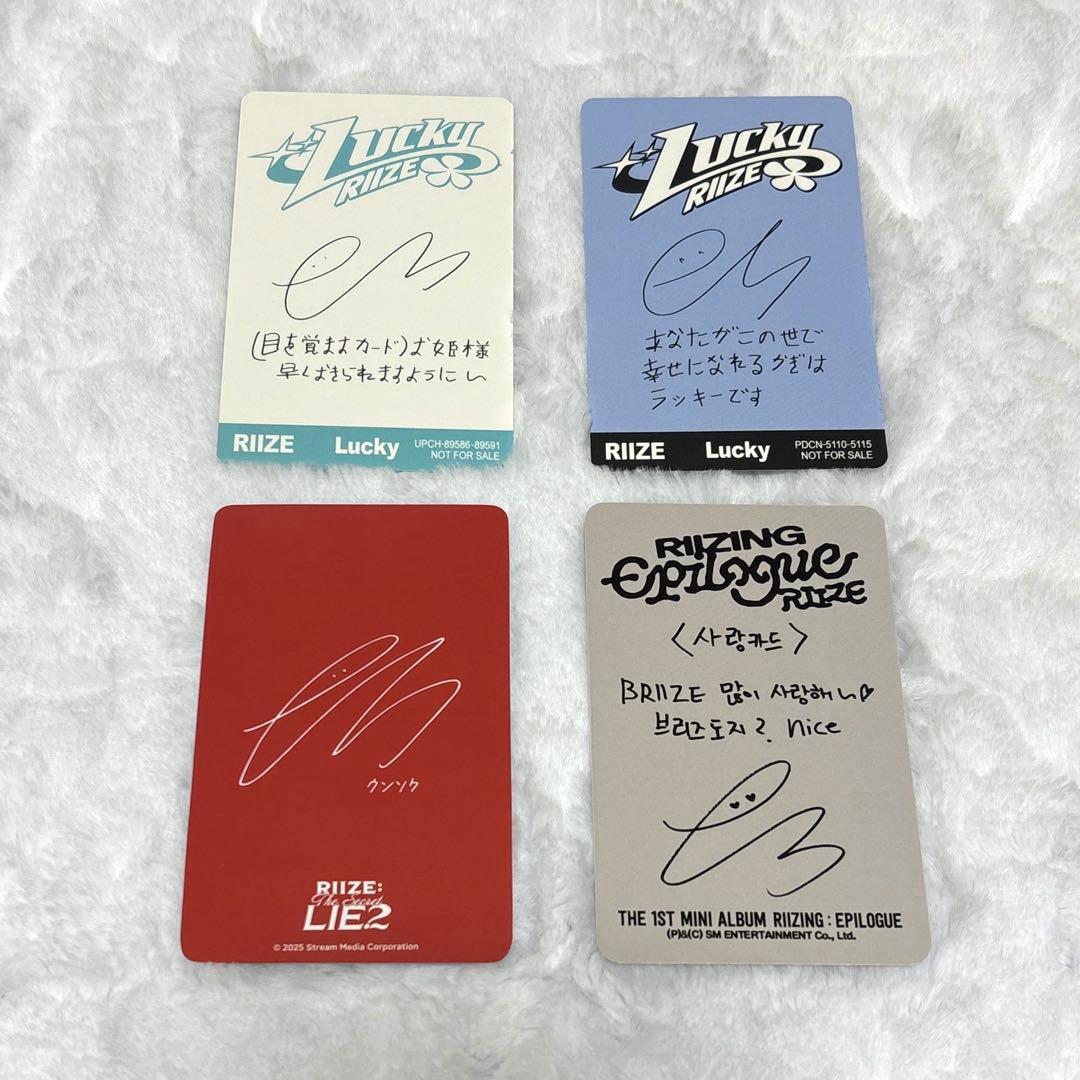 Lucky
RIIZE
(目を覚ますカード)お姫様
早くばきられますようにい
RIIZE Lucky UPCH-89586-89591
NOT FOR SALE
Lucky
RIIZE
あなたがこの世で
幸せになれるかぎは
ラッキーです
RIIZE Lucky PDCN-5110-5115
NOT FOR SALE
ウンソク
RIIZE:
The Secret
LIE2
© 2025 Stream Media Corporation
RIIZING
Epilogue
RIIZE
<사랑카드>
BRIIZE 많이 사랑해 ㄴ♡
브리즈도지? nice
THE 1ST MINI ALBUM RIIZING : EPILOGUE
(P)&(C) SM ENTERTAINMENT Co., Ltd.